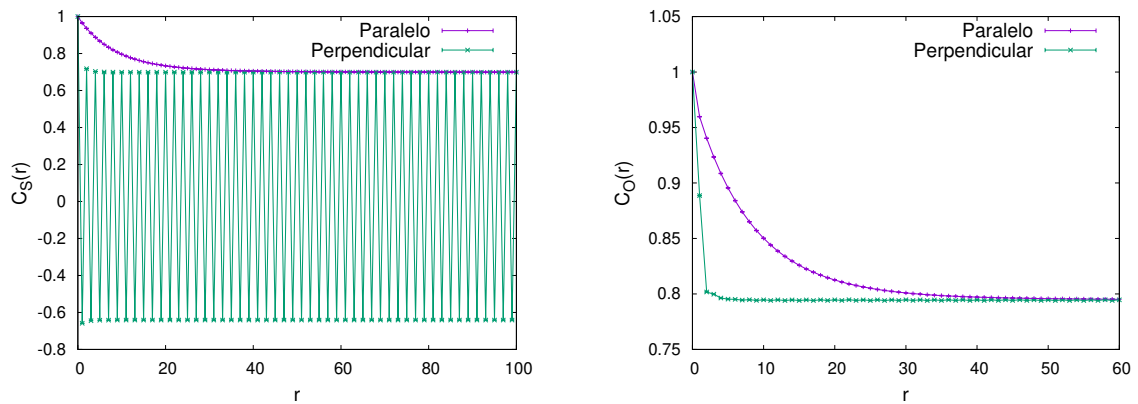 Paralelo
Perpendicular
1
0.8
0.6
0.4
0.2
0
-0.2
-0.4
-0.6
-0.8
0 20 40 60 80 100
C_S(r)
r
Paralelo
Perpendicular
1.05
1
0.95
0.9
0.85
0.8
0.75
0 10 20 30 40 50 60
C_O(r)
r